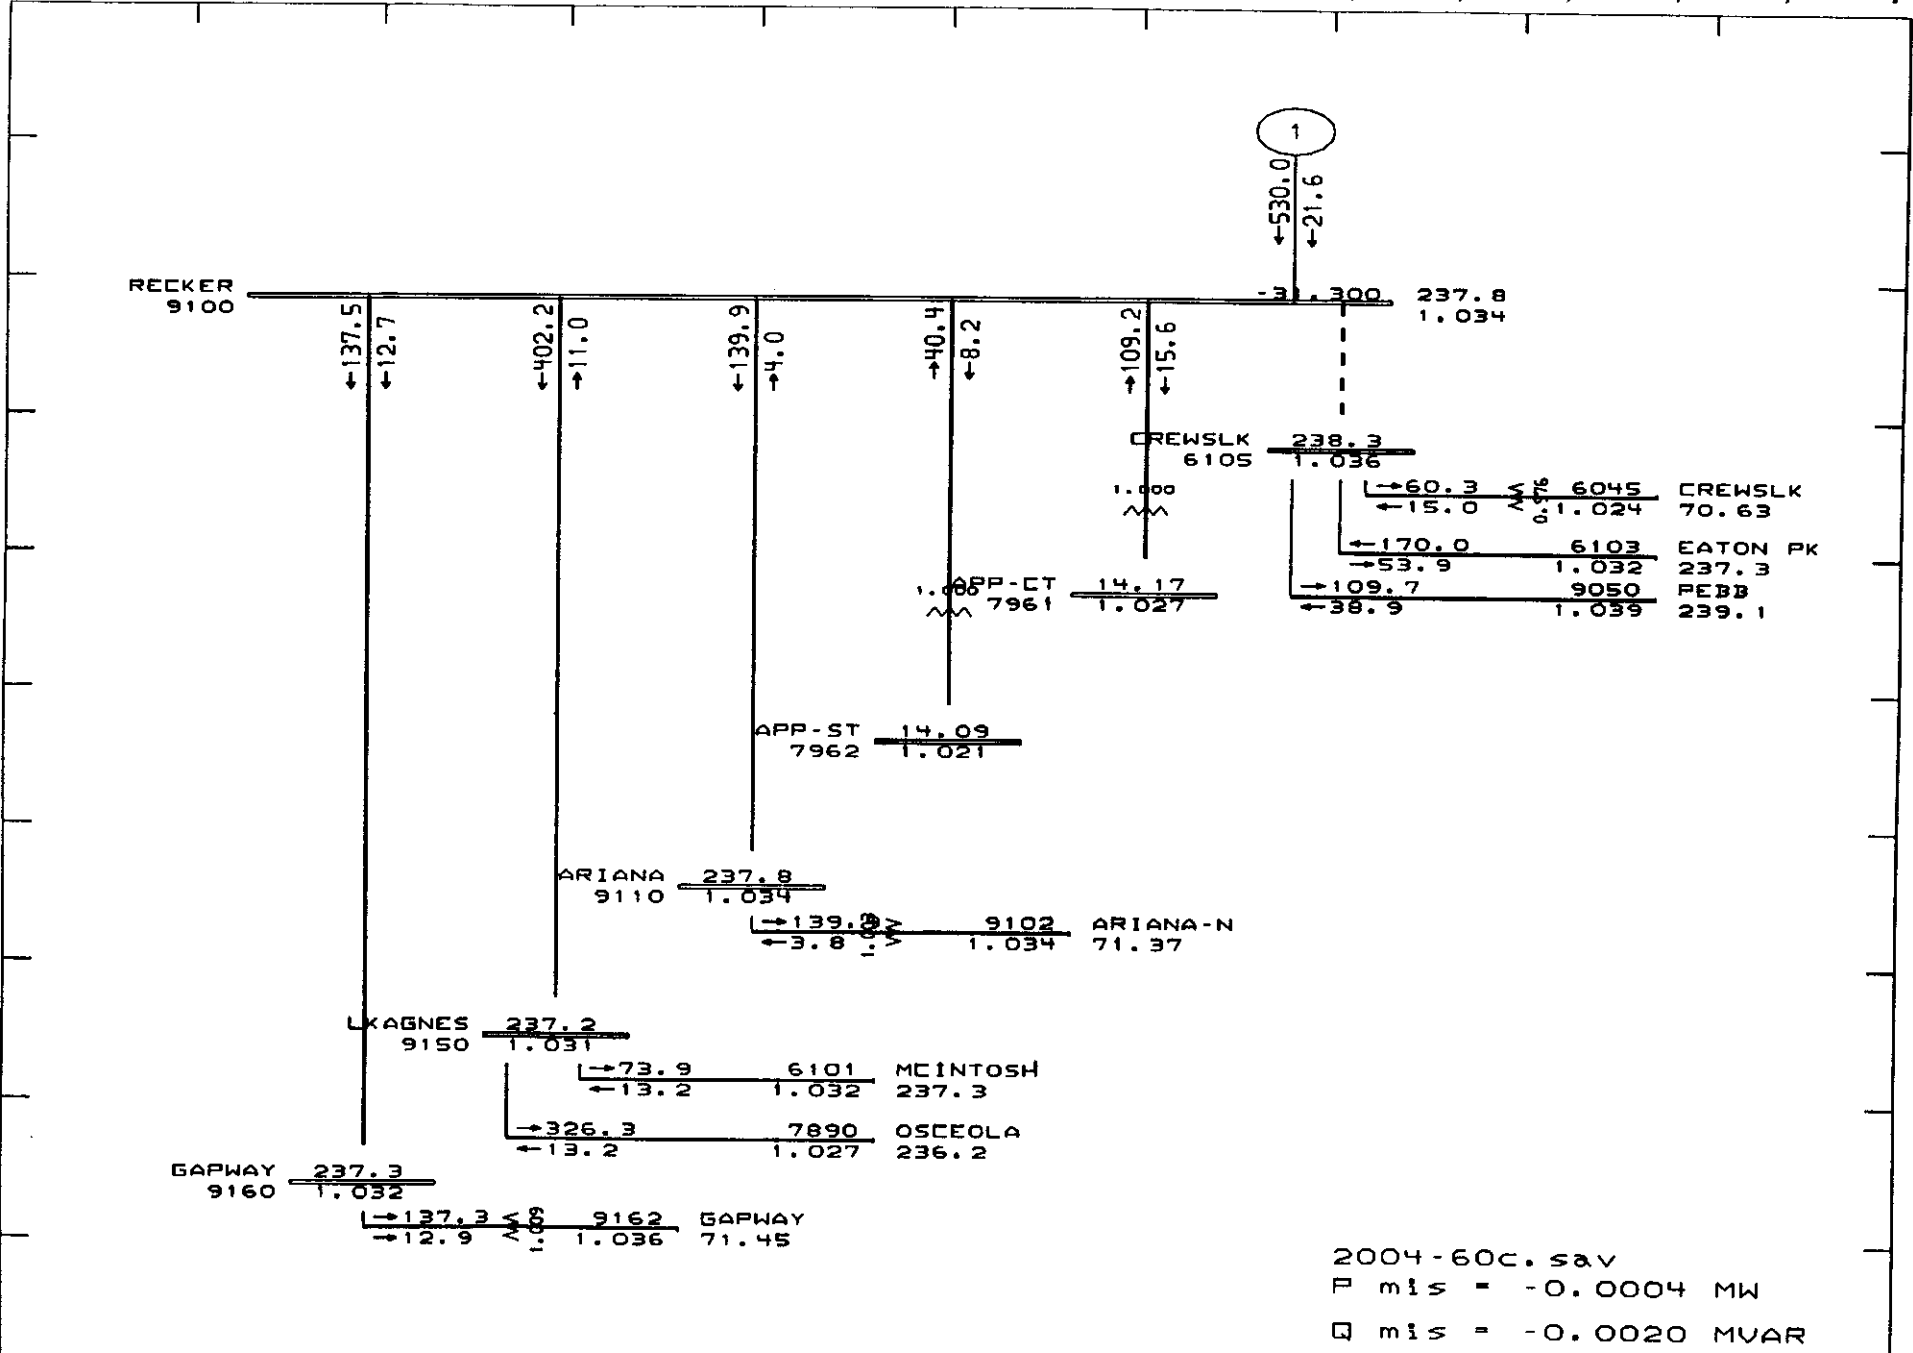 1
←530.0
←21.6
RECKER
9100
237.8
1.034
←137.5
←12.7
←402.2
→11.0
←139.9
→4.0
→40.4
←8.2
→109.2
←15.6
CREWSLK
6105
238.3
1.036
→60.3 6045 CREWSLK
←15.0 0.976 1.024 70.63
←170.0 6103 EATON PK
→53.9 1.032 237.3
→109.7 9050 PEBB
←38.9 1.039 239.1
1.000
APP-CT 14.17
7961 1.027
APP-ST 14.09
7962 1.021
ARIANA 237.8
9110 1.034
9102 ARIANA-N
←3.8 1.034 71.37
LKAGNES 237.2
9150 1.031
→73.9 6101 MCINTOSH
←13.2 1.032 237.3
→326.3 7890 OSCEOLA
←13.2 1.027 236.2
GAPWAY 237.3
9160 1.032
→137.3 1.009 9162 GAPWAY
→12.9 1.036 71.45
2004-60c.sav
P mis = -0.0004 MW
Q mis = -0.0020 MVAR